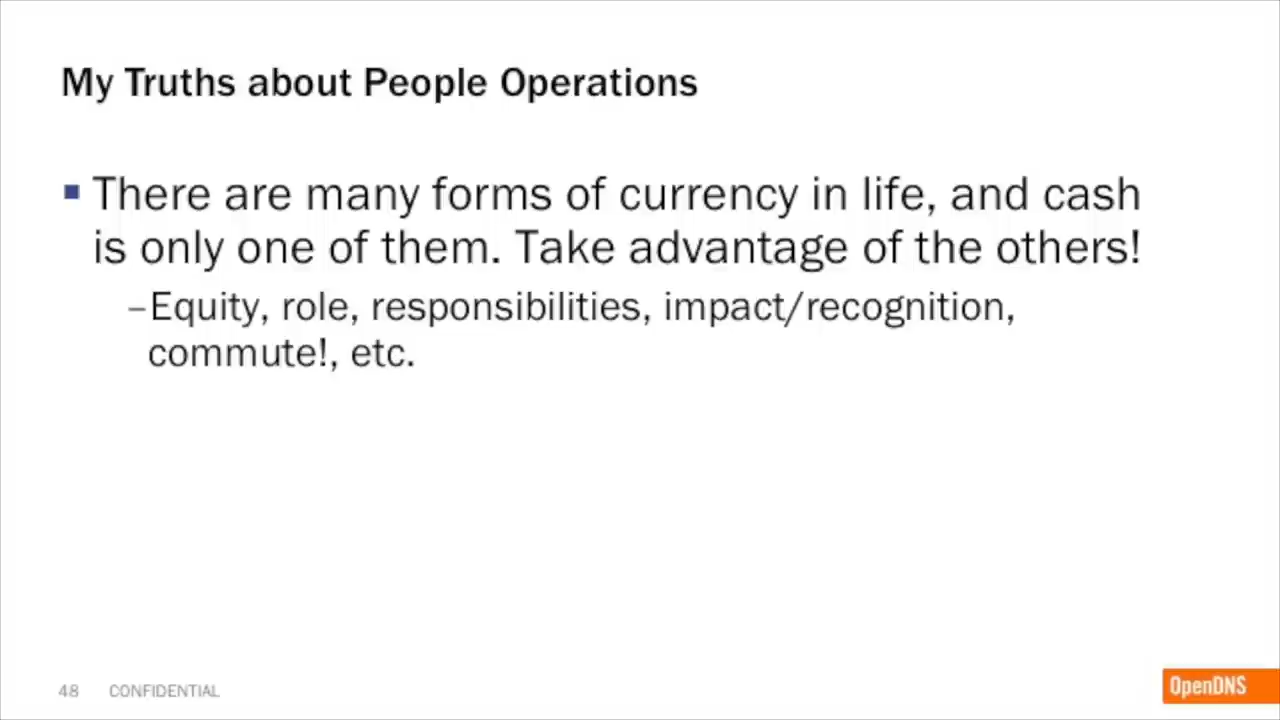 My Truths about People Operations
There are many forms of currency in life, and cash
is only one of them. Take advantage of the others!
–Equity, role, responsibilities, impact/recognition,
commute!, etc.
48 CONFIDENTIAL
OpenDNS